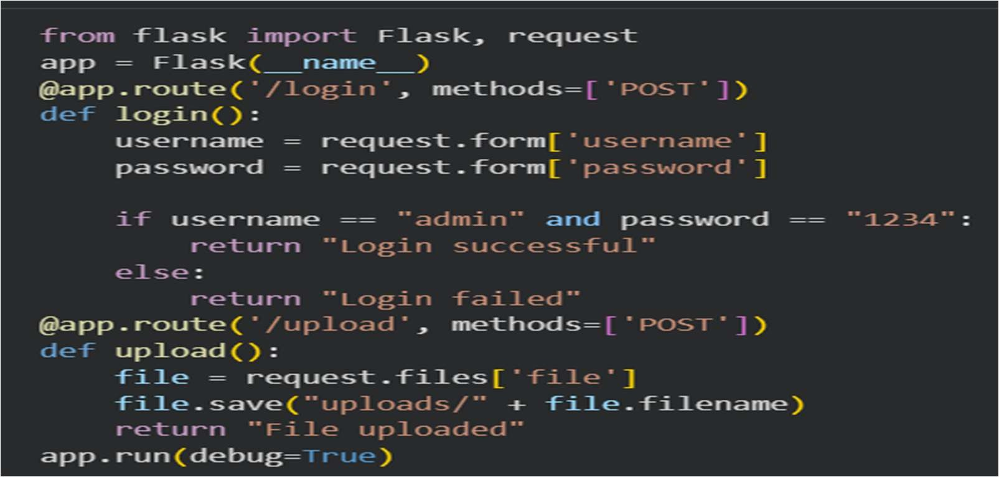 from flask import Flask, request
app = Flask(__name__)
@app.route('/login', methods=['POST'])
def login():
    username = request.form['username']
    password = request.form['password']

    if username == "admin" and password == "1234":
        return "Login successful"
    else:
        return "Login failed"
@app.route('/upload', methods=['POST'])
def upload():
    file = request.files['file']
    file.save("uploads/" + file.filename)
    return "File uploaded"
app.run(debug=True)